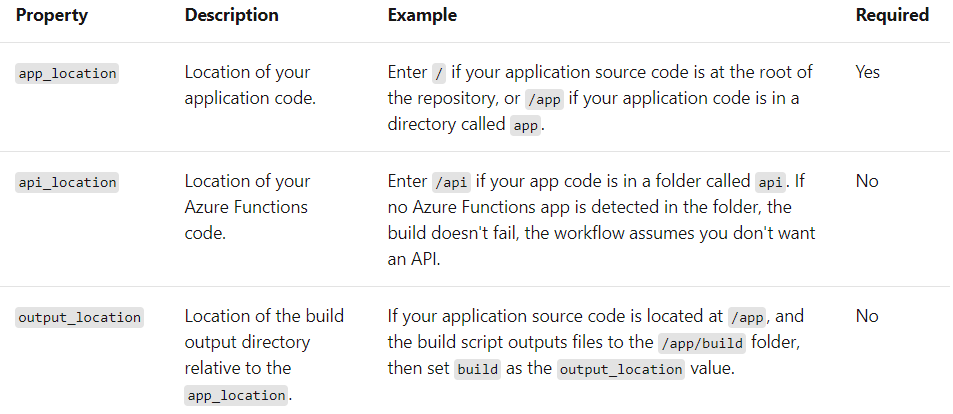 Property Description Example Required
app_location Location of your Enter / if your application source code is at the root of Yes
application code. the repository, or /app if your application code is in a
directory called app.
api_location Location of your Enter /api if your app code is in a folder called api. If No
Azure Functions no Azure Functions app is detected in the folder, the
code. build doesn't fail, the workflow assumes you don't want
an API.
output_location Location of the build If your application source code is located at /app, and No
output directory the build script outputs files to the /app/build folder,
relative to the then set build as the output_location value.
app_location.